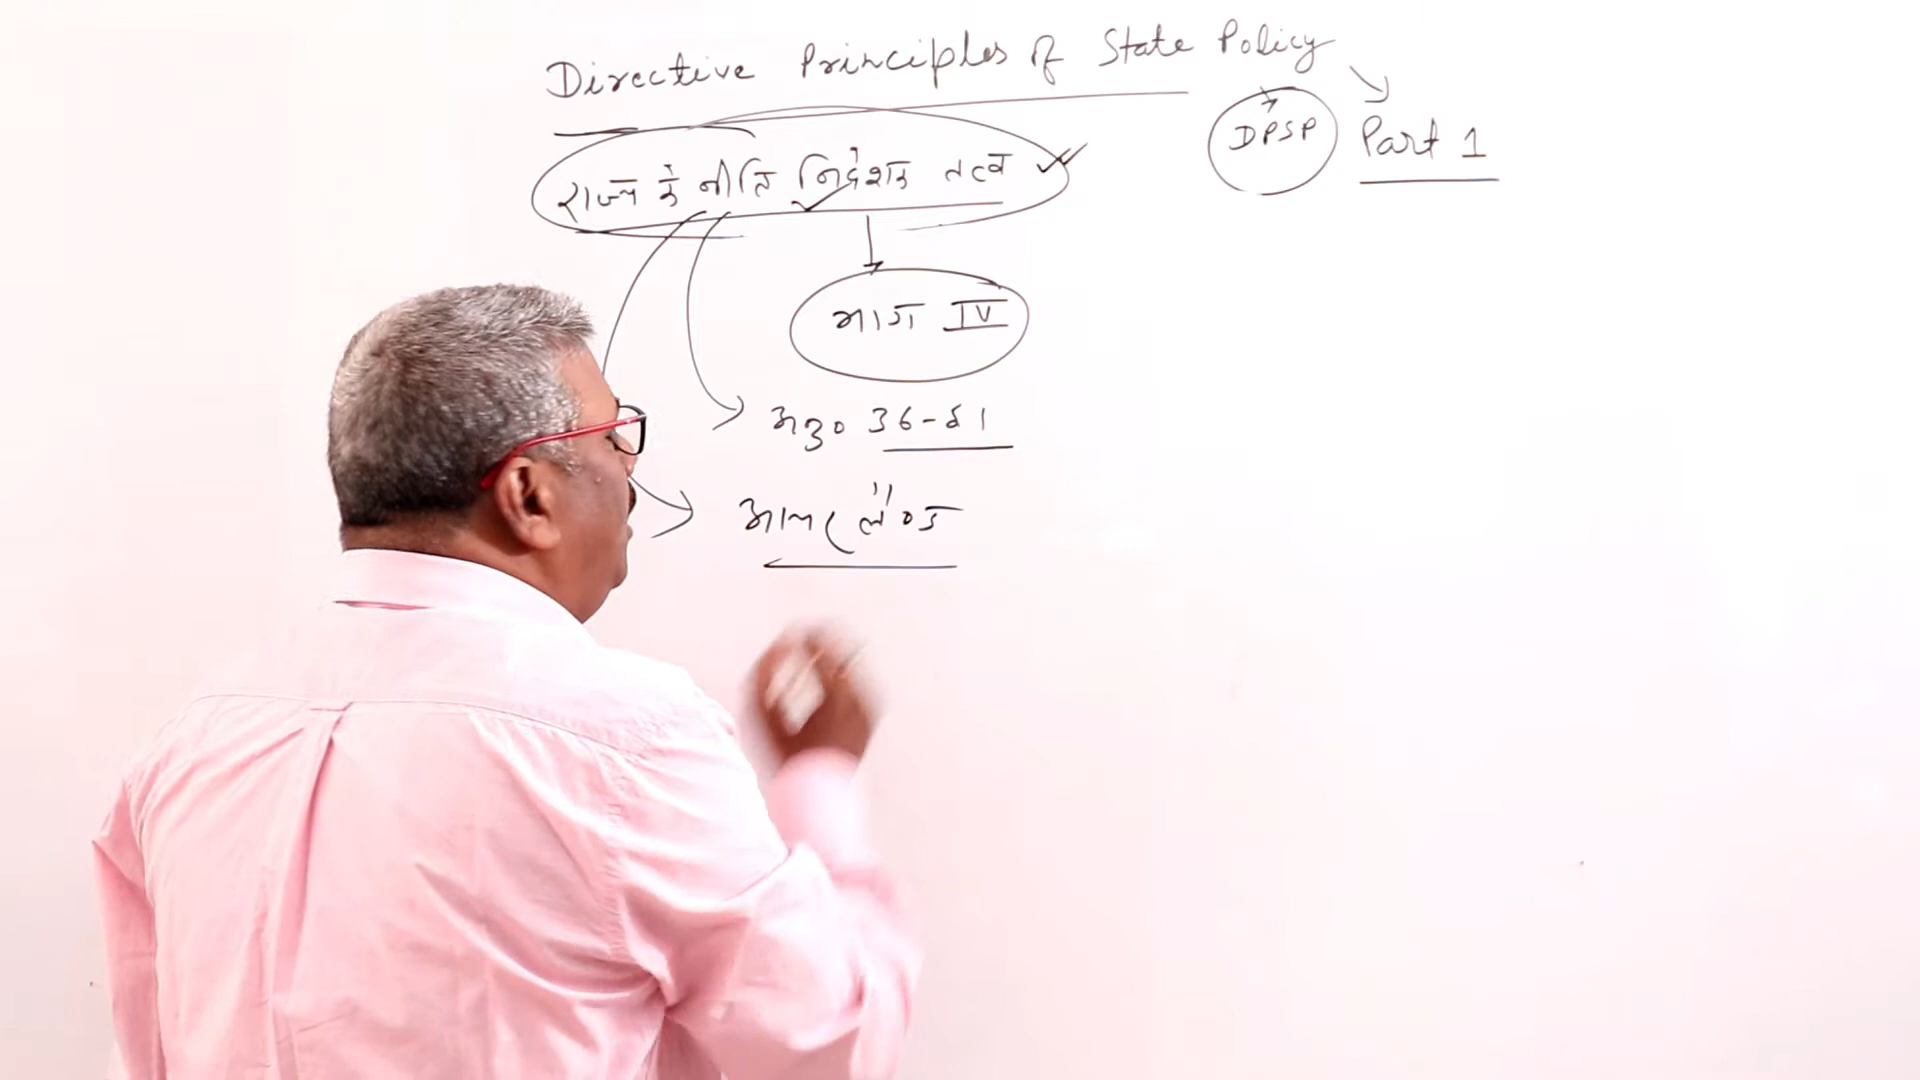 Directive Principles of State Policy
DPSP
Part 1
राज्य के नीति निर्देशक तत्व
भाग IV
अनु० 36-51
आयरलैण्ड